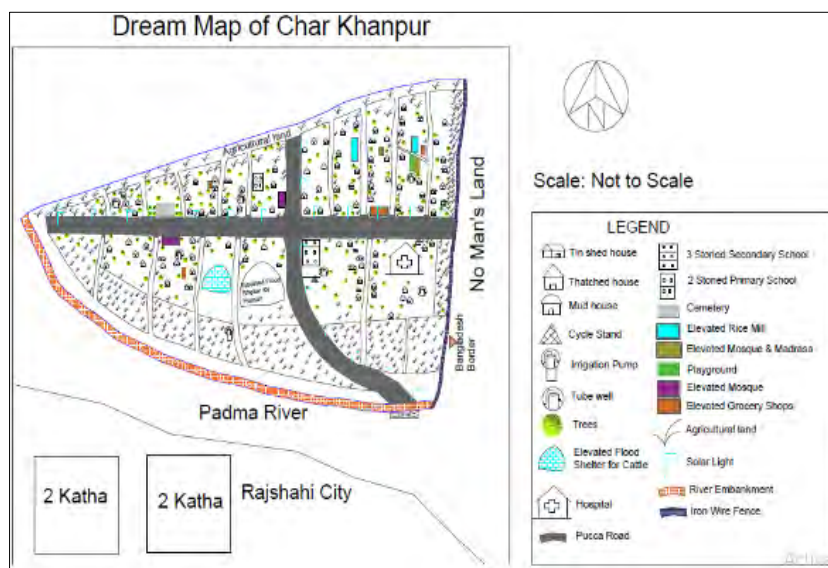 Dream Map of Char Khanpur
Agricultural land
No Man's Land
Elevated Flood
Shelter for
Bangladesh
Border
Padma River
2 Katha
2 Katha
Rajshahi City
N
Scale: Not to Scale
LEGEND
Tin shed house
Thatched house
Mud house
Cycle Stand
Irrigation Pump
Tube well
Trees
Elevated Flood
Shelter for Cattle
Hospital
Pucca Road
3 Storied Secondary School
2 Storied Primary School
Cemetery
Elevated Rice Mill
Elevated Mosque & Madrasa
Playground
Elevated Mosque
Elevated Grocery Shops
Agricultural land
Solar Light
River Embankment
Iron Wire Fence